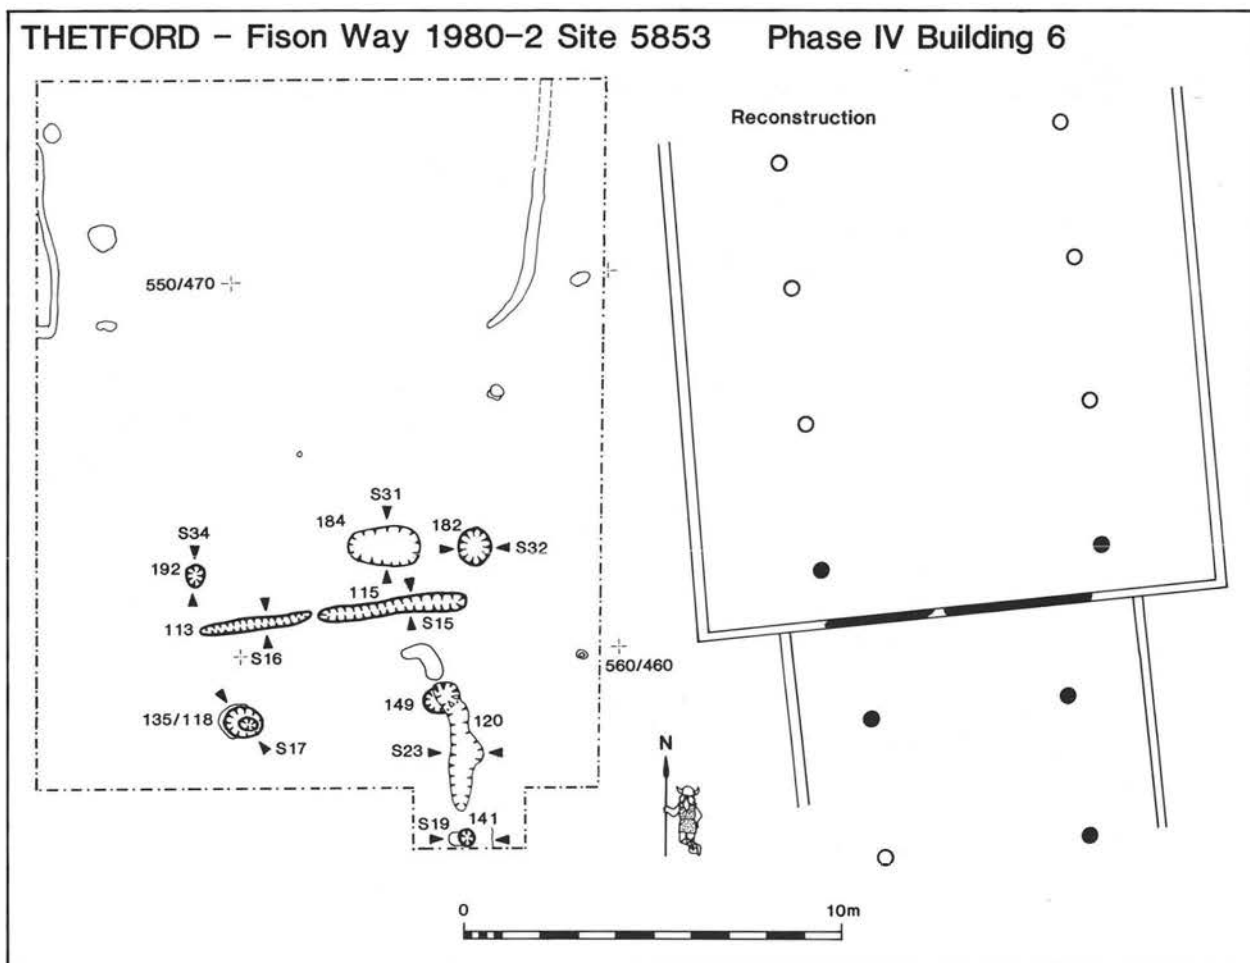 THETFORD – Fison Way 1980–2 Site 5853 Phase IV Building 6
Reconstruction
550/470
S31
184
182
S32
S34
192
115
113
S15
S16
560/460
149
120
135/118
S17
S23
N
S19
141
0 10m